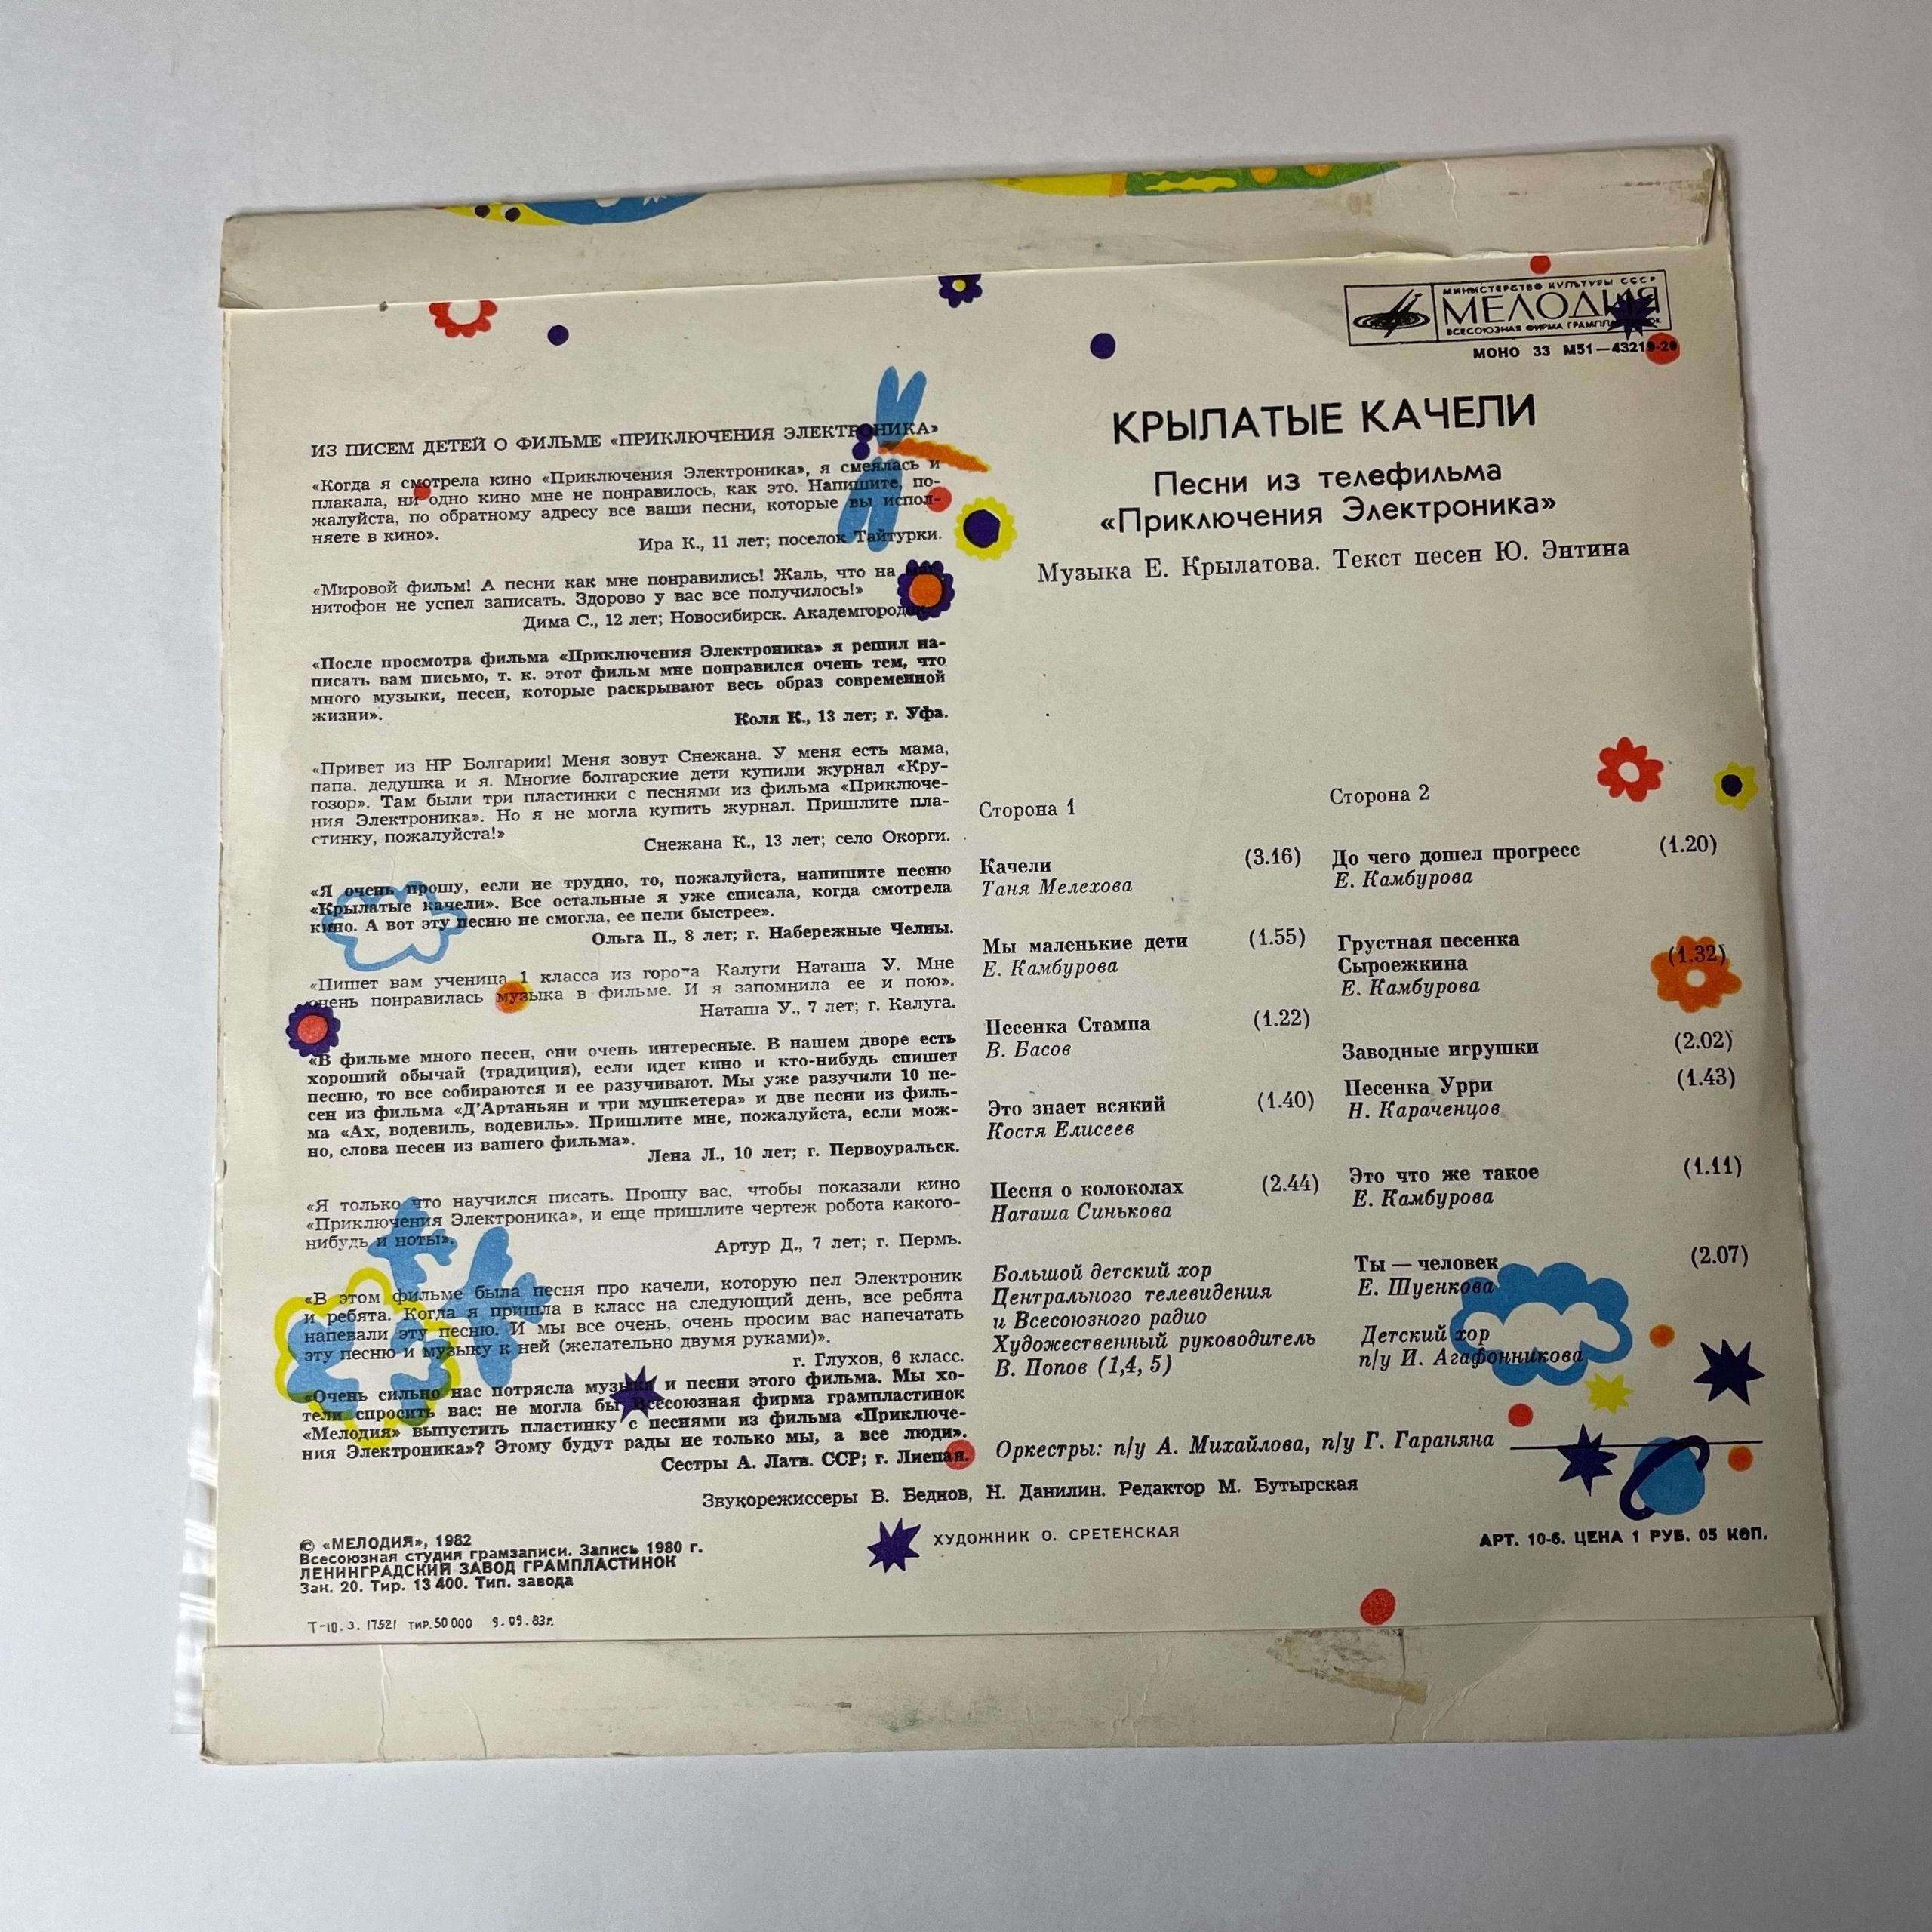 МИНИСТЕРСТВО КУЛЬТУРЫ СССР
МЕЛОДИЯ
ВСЕСОЮЗНАЯ ФИРМА
МОНО 33 М51—43219-20
КРЫЛАТЫЕ КАЧЕЛИ
Песни из телефильма
«Приключения Электроника»
Музыка Е. Крылатова. Текст песен Ю. Энтина
ИЗ ПИСЕМ ДЕТЕЙ О ФИЛЬМЕ «ПРИКЛЮЧЕНИЯ ЭЛЕКТРОНИКА»
«Когда я смотрела кино «Приключения Электроника», я смеялась и
плакала, ни одно кино мне не понравилось, как это. Напишите, по-
жалуйста, по обратному адресу все ваши песни, которые вы испол-
няете в кино».
Ира К., 11 лет; поселок Тайтурки.
«Мировой фильм! А песни как мне понравились! Жаль, что на
нитофон не успел записать. Здорово у вас все получилось!»
Дима С., 12 лет; Новосибирск. Академгородок.
«После просмотра фильма «Приключения Электроника» я решил на-
писать вам письмо, т. к. этот фильм мне понравился очень тем, что
много музыки, песен, которые раскрывают весь образ современной
жизни».
Коля К., 13 лет; г. Уфа.
«Привет из НР Болгарии! Меня зовут Снежана. У меня есть мама,
папа, дедушка и я. Многие болгарские дети купили журнал «Кру-
гозор». Там были три пластинки с песнями из фильма «Приключе-
ния Электроника». Но я не могла купить журнал. Пришлите пла-
стинку, пожалуйста!»
Снежана К., 13 лет; село Окорги.
«Я очень прошу, если не трудно, то, пожалуйста, напишите песню
«Крылатые качели». Все остальные я уже списала, когда смотрела
кино. А вот эту песню не смогла, ее пели быстрее».
Ольга П., 8 лет; г. Набережные Челны.
«Пишет вам ученица 1 класса из города Калуги Наташа У. Мне
очень понравилась музыка в фильме. И я запомнила ее и пою».
Наташа У., 7 лет; г. Калуга.
«В фильме много песен, они очень интересные. В нашем дворе есть
хороший обычай (традиция), если идет кино и кто-нибудь спишет
песню, то все собираются и ее разучивают. Мы уже разучили 10 пе-
сен из фильма «Д'Артаньян и три мушкетера» и две песни из филь-
ма «Ах, водевиль, водевиль». Пришлите мне, пожалуйста, если мож-
но, слова песен из вашего фильма».
Лена Л., 10 лет; г. Первоуральск.
«Я только что научился писать. Прошу вас, чтобы показали кино
«Приключения Электроника», и еще пришлите чертеж робота какого-
нибудь и ноты».
Артур Д., 7 лет; г. Пермь.
«В этом фильме была песня про качели, которую пел Электроник
и ребята. Когда я пришла в класс на следующий день, все ребята
напевали эту песню. И мы все очень, очень просим вас напечатать
эту песню и музыку к ней (желательно двумя руками)».
г. Глухов, 6 класс.
«Очень сильно нас потрясла музыка и песни этого фильма. Мы хо-
тели спросить вас: не могла бы Всесоюзная фирма грампластинок
«Мелодия» выпустить пластинку с песнями из фильма «Приключе-
ния Электроника»? Этому будут рады не только мы, а все люди».
Сестры А. Латв. ССР; г. Лиепая.
Сторона 1
Качели (3.16)
Таня Мелехова
Мы маленькие дети (1.55)
Е. Камбурова
Песенка Стампа (1.22)
В. Басов
Это знает всякий (1.40)
Костя Елисеев
Песня о колоколах (2.44)
Наташа Синькова
Большой детский хор
Центрального телевидения
и Всесоюзного радио
Художественный руководитель
В. Попов (1,4, 5)
Сторона 2
До чего дошел прогресс (1.20)
Е. Камбурова
Грустная песенка
Сыроежкина (1.32)
Е. Камбурова
Заводные игрушки (2.02)
Песенка Урри (1.43)
Н. Караченцов
Это что же такое (1.11)
Е. Камбурова
Ты — человек (2.07)
Е. Шуенкова
Детский хор
п/у И. Агафонникова
Оркестры: п/у А. Михайлова, п/у Г. Гараняна
Звукорежиссеры В. Беднов, Н. Данилин. Редактор М. Бутырская
© «МЕЛОДИЯ», 1982
Всесоюзная студия грамзаписи. Запись 1980 г.
ЛЕНИНГРАДСКИЙ ЗАВОД ГРАМПЛАСТИНОК
Зак. 20. Тир. 13 400. Тип. завода
ХУДОЖНИК О. СРЕТЕНСКАЯ
АРТ. 10-6. ЦЕНА 1 РУБ. 05 КОП.
Т-10. З. 17521 ТИР. 50 000 9. 09. 83г.